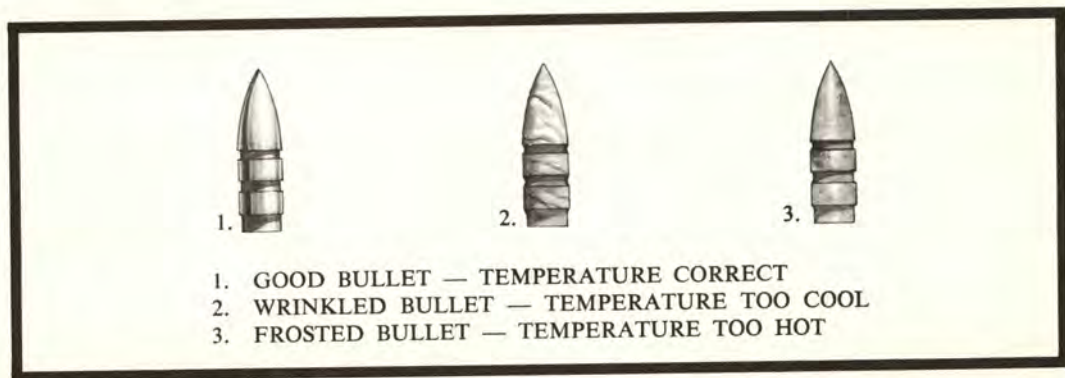 1. 2. 3.
1. GOOD BULLET — TEMPERATURE CORRECT
2. WRINKLED BULLET — TEMPERATURE TOO COOL
3. FROSTED BULLET — TEMPERATURE TOO HOT